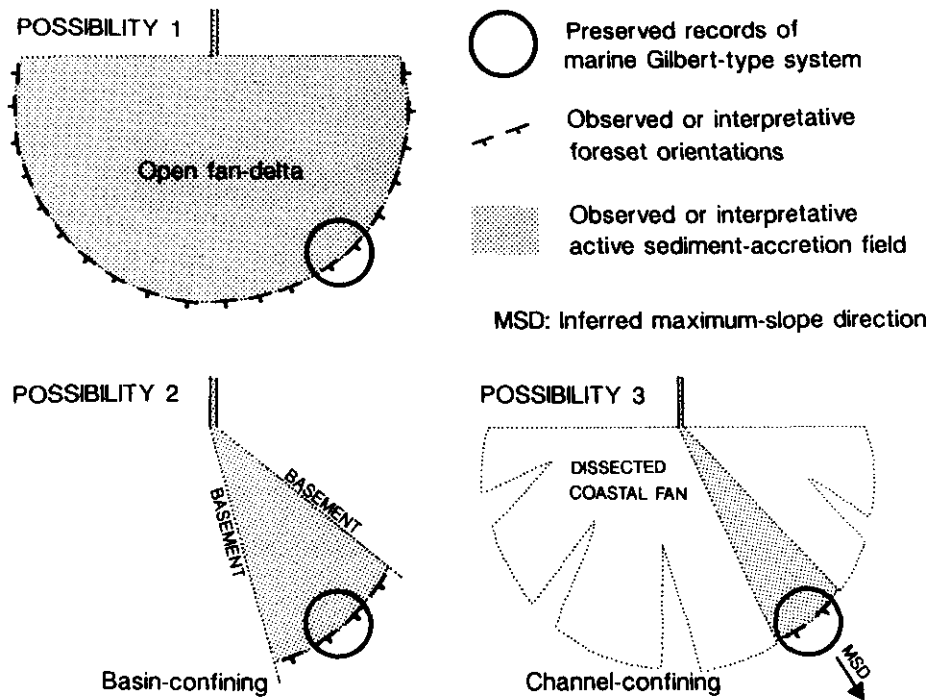 POSSIBILITY 1
Open fan-delta
Preserved records of
marine Gilbert-type system
Observed or interpretative
foreset orientations
Observed or interpretative
active sediment-accretion field
MSD: Inferred maximum-slope direction
POSSIBILITY 2
BASEMENT
BASEMENT
Basin-confining
POSSIBILITY 3
DISSECTED
COASTAL FAN
MSD
Channel-confining